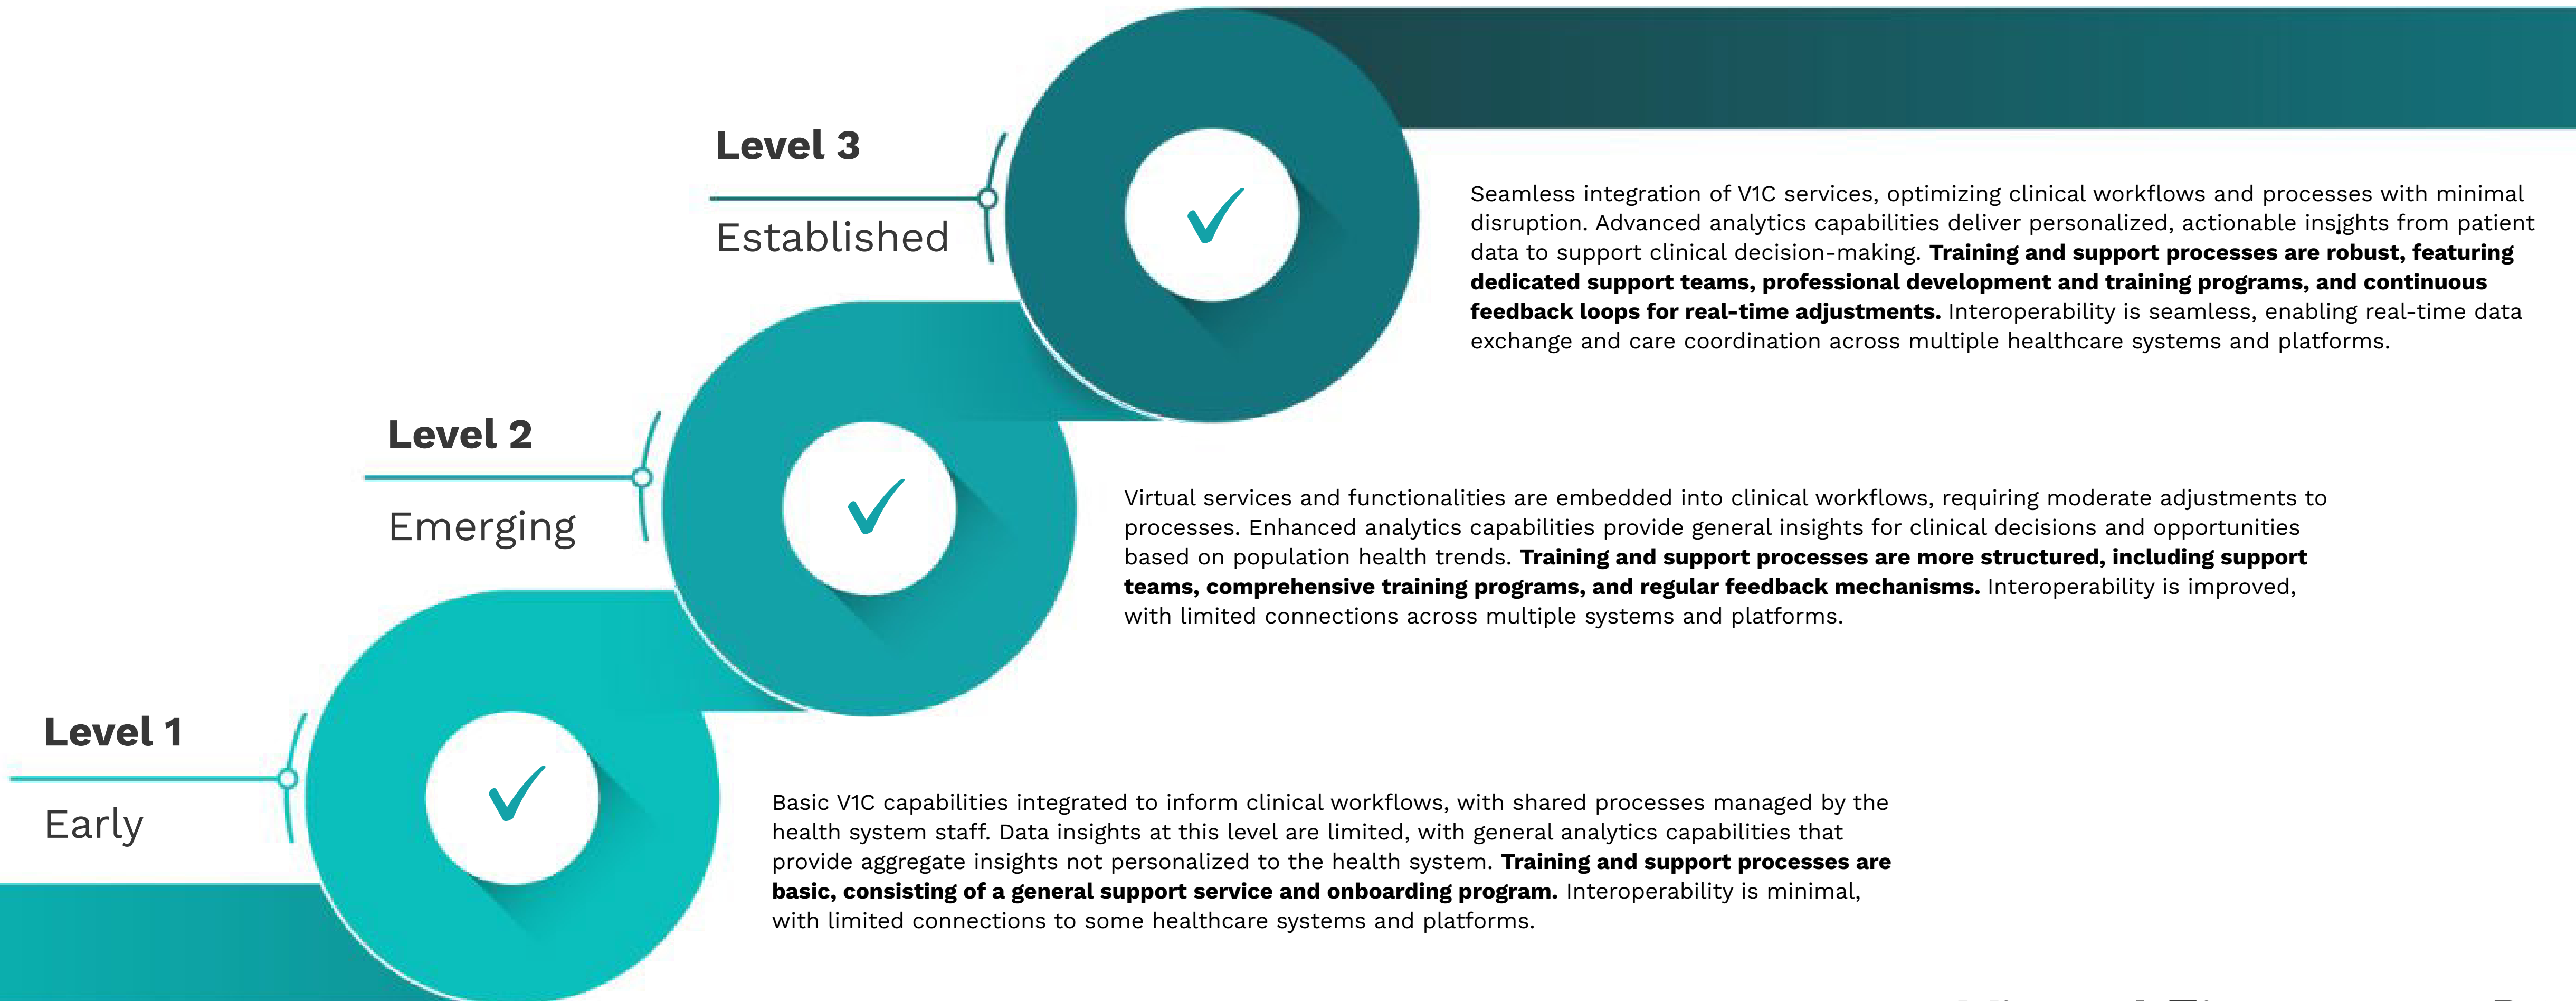 Level 3
Established
Seamless integration of V1C services, optimizing clinical workflows and processes with minimal
disruption. Advanced analytics capabilities deliver personalized, actionable insights from patient
data to support clinical decision-making. Training and support processes are robust, featuring
dedicated support teams, professional development and training programs, and continuous
feedback loops for real-time adjustments. Interoperability is seamless, enabling real-time data
exchange and care coordination across multiple healthcare systems and platforms.
Level 2
Emerging
Virtual services and functionalities are embedded into clinical workflows, requiring moderate adjustments to
processes. Enhanced analytics capabilities provide general insights for clinical decisions and opportunities
based on population health trends. Training and support processes are more structured, including support
teams, comprehensive training programs, and regular feedback mechanisms. Interoperability is improved,
with limited connections across multiple systems and platforms.
Level 1
Early
Basic V1C capabilities integrated to inform clinical workflows, with shared processes managed by the
health system staff. Data insights at this level are limited, with general analytics capabilities that
provide aggregate insights not personalized to the health system. Training and support processes are
basic, consisting of a general support service and onboarding program. Interoperability is minimal,
with limited connections to some healthcare systems and platforms.